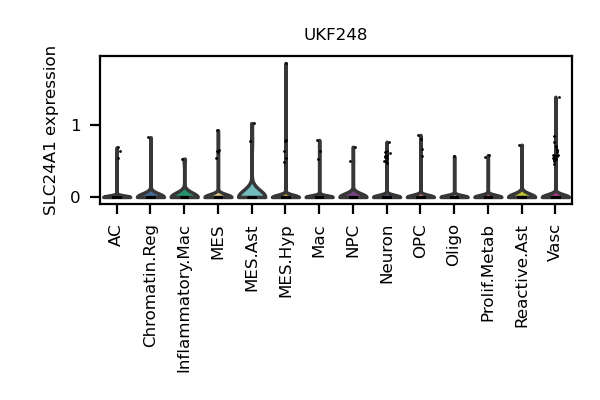 UKF248
SLC24A1 expression
1
0
AC
Chromatin.Reg
Inflammatory.Mac
MES
MES.Ast
MES.Hyp
Mac
NPC
Neuron
OPC
Oligo
Prolif.Metab
Reactive.Ast
Vasc